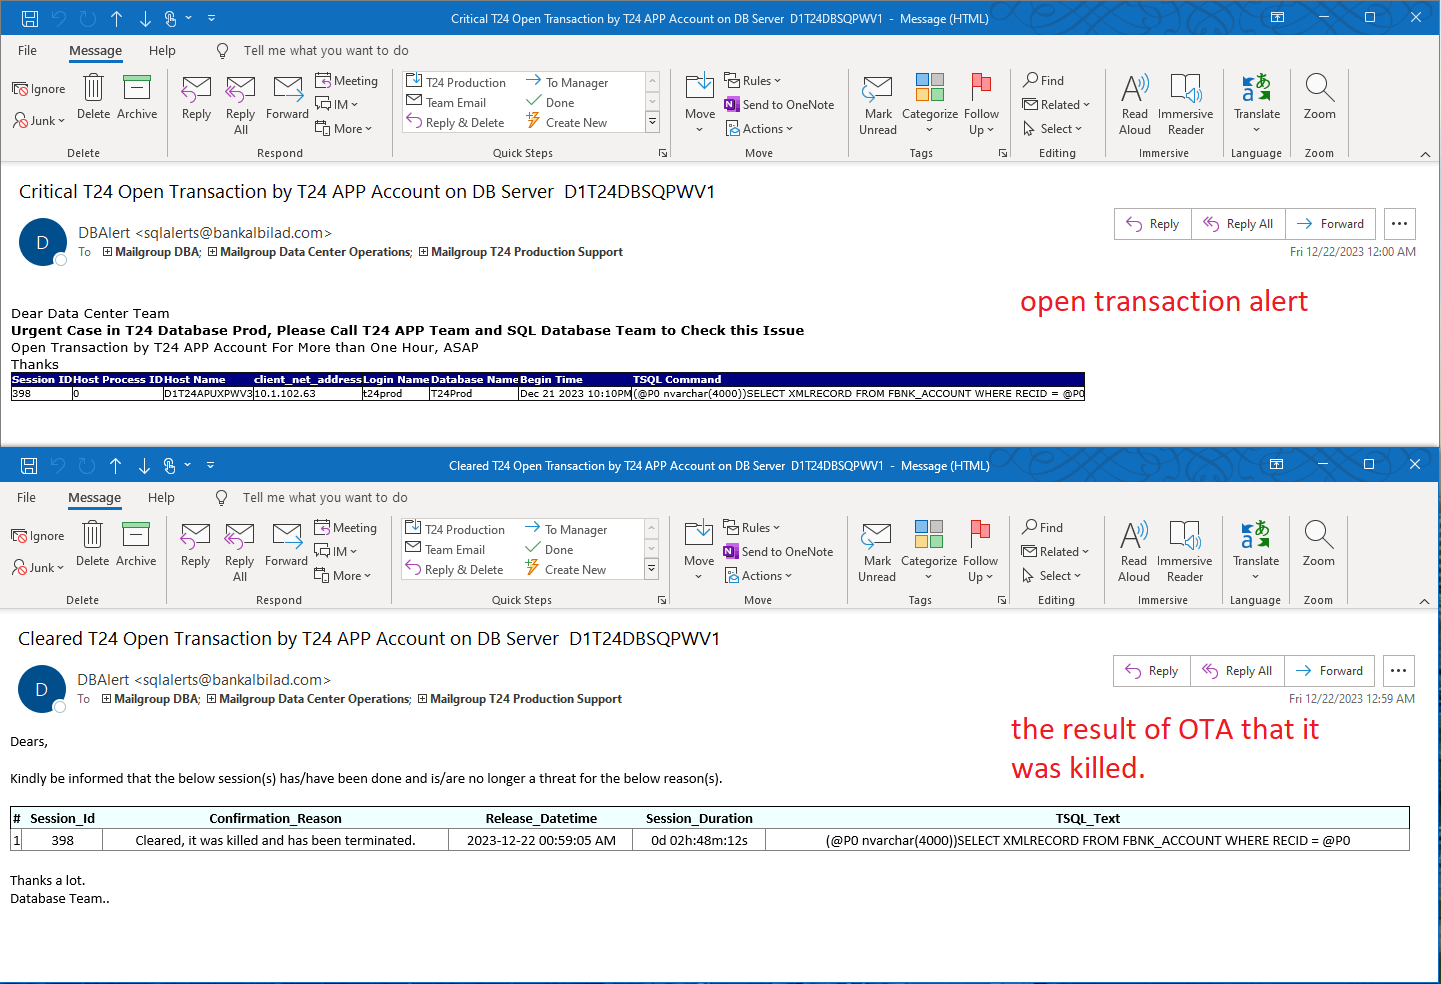 Critical T24 Open Transaction by T24 APP Account on DB Server  D1T24DBSQPWV1  -  Message (HTML)
File Message Help Tell me what you want to do
Ignore
Junk
Delete
Archive
Delete
Reply
Reply All
Forward
Meeting
IM
More
Respond
T24 Production
Team Email
Reply & Delete
To Manager
Done
Create New
Quick Steps
Move
Rules
Send to OneNote
Actions
Move
Mark Unread
Categorize
Follow Up
Tags
Find
Related
Select
Editing
Read Aloud
Immersive Reader
Immersive
Translate
Language
Zoom
Zoom
Critical T24 Open Transaction by T24 APP Account on DB Server  D1T24DBSQPWV1
D
DBAlert <sqlalerts@bankalbilad.com>
To Mailgroup DBA; Mailgroup Data Center Operations; Mailgroup T24 Production Support
Reply Reply All Forward ...
Fri 12/22/2023 12:00 AM
open transaction alert
Dear Data Center Team
Urgent Case in T24 Database Prod, Please Call T24 APP Team and SQL Database Team to Check this Issue
Open Transaction by T24 APP Account For More than One Hour, ASAP
Thanks
Session ID Host Process ID Host Name client_net_address Login Name Database Name Begin Time TSQL Command
398 0 D1T24APUXPWV3 10.1.102.63 t24prod T24Prod Dec 21 2023 10:10PM (@P0 nvarchar(4000))SELECT XMLRECORD FROM FBNK_ACCOUNT WHERE RECID = @P0
Cleared T24 Open Transaction by T24 APP Account on DB Server  D1T24DBSQPWV1  -  Message (HTML)
File Message Help Tell me what you want to do
Ignore
Junk
Delete
Archive
Delete
Reply
Reply All
Forward
Meeting
IM
More
Respond
T24 Production
Team Email
Reply & Delete
To Manager
Done
Create New
Quick Steps
Move
Rules
Send to OneNote
Actions
Move
Mark Unread
Categorize
Follow Up
Tags
Find
Related
Select
Editing
Read Aloud
Immersive Reader
Immersive
Translate
Language
Zoom
Zoom
Cleared T24 Open Transaction by T24 APP Account on DB Server  D1T24DBSQPWV1
D
DBAlert <sqlalerts@bankalbilad.com>
To Mailgroup DBA; Mailgroup Data Center Operations; Mailgroup T24 Production Support
Reply Reply All Forward ...
Fri 12/22/2023 12:59 AM
the result of OTA that it
was killed.
Dears,
Kindly be informed that the below session(s) has/have been done and is/are no longer a threat for the below reason(s).
# Session_Id Confirmation_Reason Release_Datetime Session_Duration TSQL_Text
1 398 Cleared, it was killed and has been terminated. 2023-12-22 00:59:05 AM 0d 02h:48m:12s (@P0 nvarchar(4000))SELECT XMLRECORD FROM FBNK_ACCOUNT WHERE RECID = @P0
Thanks a lot.
Database Team..